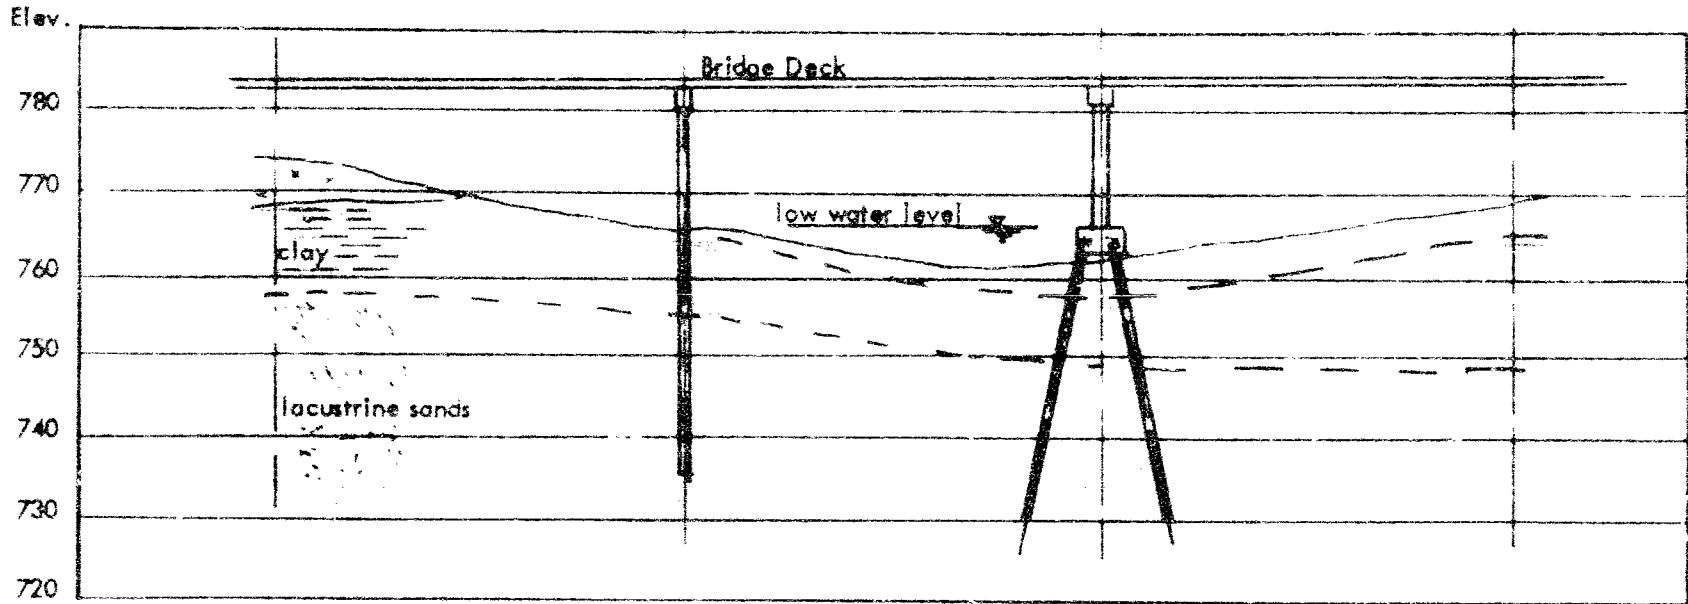 Elev.
Bridge Deck
780
770
low water level
clay
760
750
lacustrine sands
740
730
720